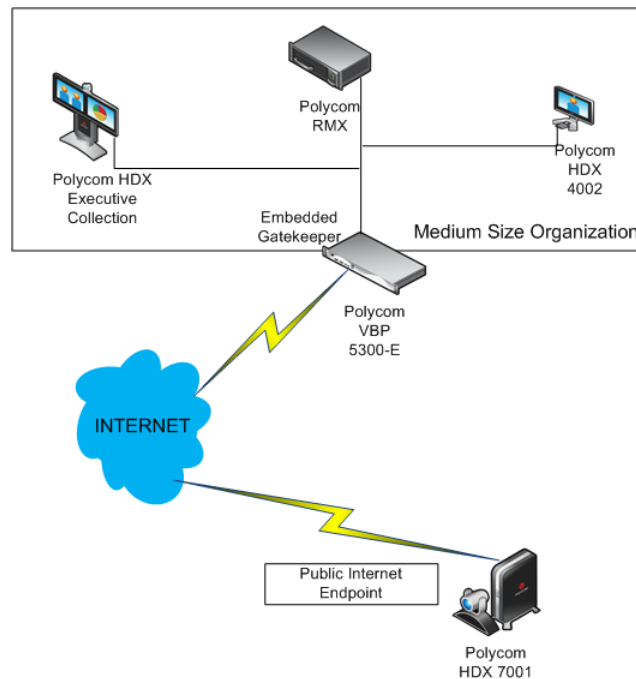 Polycom
RMX
Polycom HDX
Executive
Collection
Polycom
HDX
4002
Embedded
Gatekeeper
Medium Size Organization
Polycom
VBP
5300-E
INTERNET
Public Internet
Endpoint
Polycom
HDX 7001